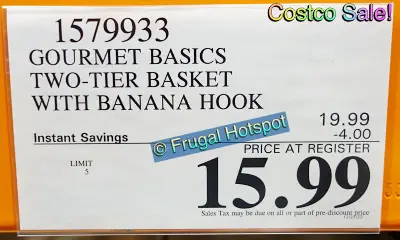 Costco Sale!
1579933
GOURMET BASICS
TWO-TIER BASKET
WITH BANANA HOOK
19.99
Instant Savings -4.00
© Frugal Hotspot
PRICE AT REGISTER
LIMIT
5
15.99
Sales Tax may be due on all or part of pre-discount price